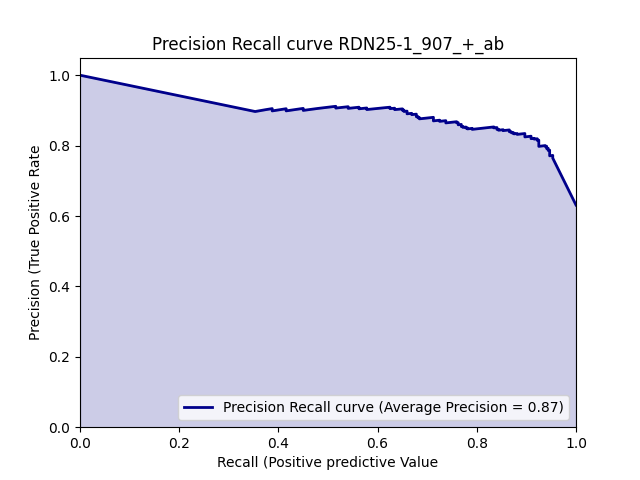 Precision Recall curve RDN25-1_907_+_ab
1.0
0.8
0.6
0.4
0.2
0.0
Precision (True Positive Rate
Precision Recall curve (Average Precision = 0.87)
0.0 0.2 0.4 0.6 0.8 1.0
Recall (Positive predictive Value